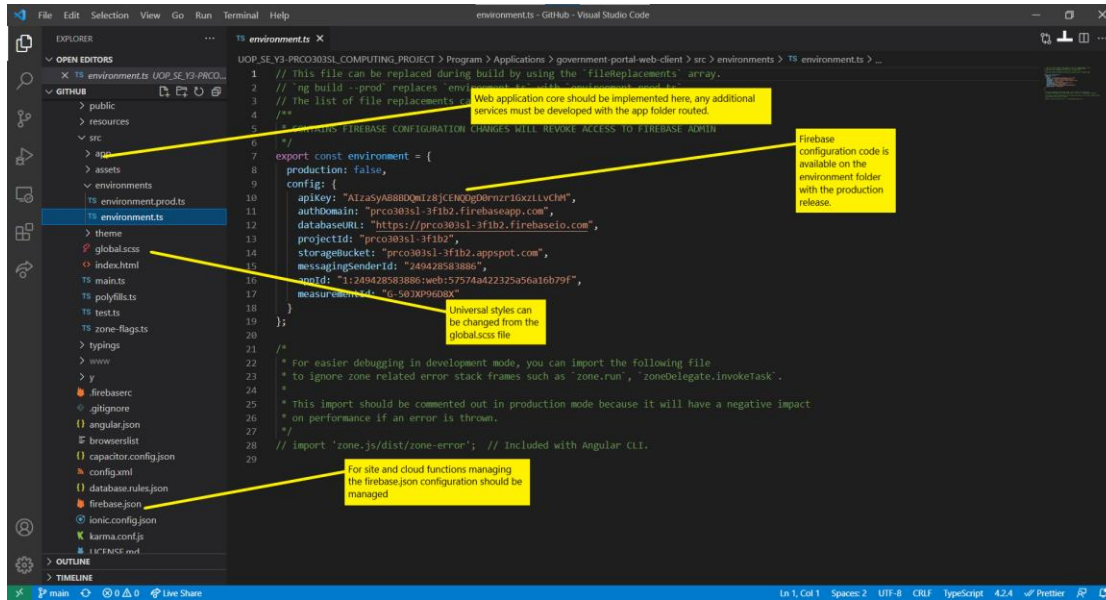 File Edit Selection View Go Run Terminal Help
environment.ts - GitHub - Visual Studio Code
EXPLORER
OPEN EDITORS
TS environment.ts UOP_SE_Y3-PRCO...
GITHUB
public
resources
src
app
assets
environments
TS environment.prod.ts
TS environment.ts
theme
global.scss
index.html
TS main.ts
TS polyfills.ts
TS test.ts
TS zone-flags.ts
typings
www
y
.firebaserc
.gitignore
angular.json
browserslist
capacitor.config.json
config.xml
database.rules.json
firebase.json
ionic.config.json
karma.conf.js
LICENSE.md
OUTLINE
TIMELINE
TS environment.ts
UOP_SE_Y3-PRCO303SL_COMPUTING_PROJECT > Program > Applications > government-portal-web-client > src > environments > TS environment.ts > ...
1 // This file can be replaced during build by using the `fileReplacements` array.
2 // `ng build --prod` replaces
3 // The list of file replacements
4 /**
5 * CONTAINS FIREBASE CONFIGURATION CHANGES WILL REVOKE ACCESS TO FIREBASE ADMIN
6 */
7 export const environment = {
8 production: false,
9 config: {
10 apiKey:
11 authDomain: "prco303sl-3f1b2.firebaseapp.com",
12 databaseURL: "https://prco303sl-3f1b2.firebaseio.com",
13 projectId: "prco303sl-3f1b2",
14 storageBucket: "prco303sl-3f1b2.appspot.com",
15 messagingSenderId: "249428583886",
16 appId: "1:249428583886:web:57574a422325a56a16b79f",
17 measurementId: "G-50JXP96D8X"
18 }
19 };
20
21 /*
22 * For easier debugging in development mode, you can import the following file
23 * to ignore zone related error stack frames such as `zone.run`, `zoneDelegate.invokeTask`.
24 *
25 * This import should be commented out in production mode because it will have a negative impact
26 * on performance if an error is thrown.
27 */
28 // import 'zone.js/dist/zone-error'; // Included with Angular CLI.
29
Web application core should be implemented here, any additional
services must be developed with the app folder routed.
Firebase
configuration code is
available on the
environment folder
with the production
release.
Universal styles can
be changed from the
global.scss file
For site and cloud functions managing
the firebase.json configuration should be
managed
main 0 0 0 Live Share
Ln 1, Col 1 Spaces: 2 UTF-8 CRLF TypeScript 4.2.4 Prettier